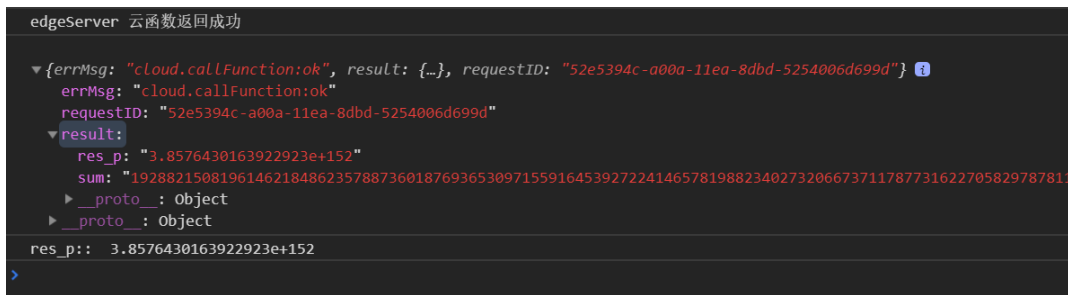 edgeServer 云函数返回成功
▼{errMsg: "cloud.callFunction:ok", result: {…}, requestID: "52e5394c-a00a-11ea-8dbd-5254006d699d"} i
errMsg: "cloud.callFunction:ok"
requestID: "52e5394c-a00a-11ea-8dbd-5254006d699d"
▼result:
res_p: "3.8576430163922923e+152"
sum: "1928821508196146218486235788736018769365309715591645392722414657819882340273206673711787731622705829787811
▶__proto__: Object
▶__proto__: Object
res_p:: 3.8576430163922923e+152
>